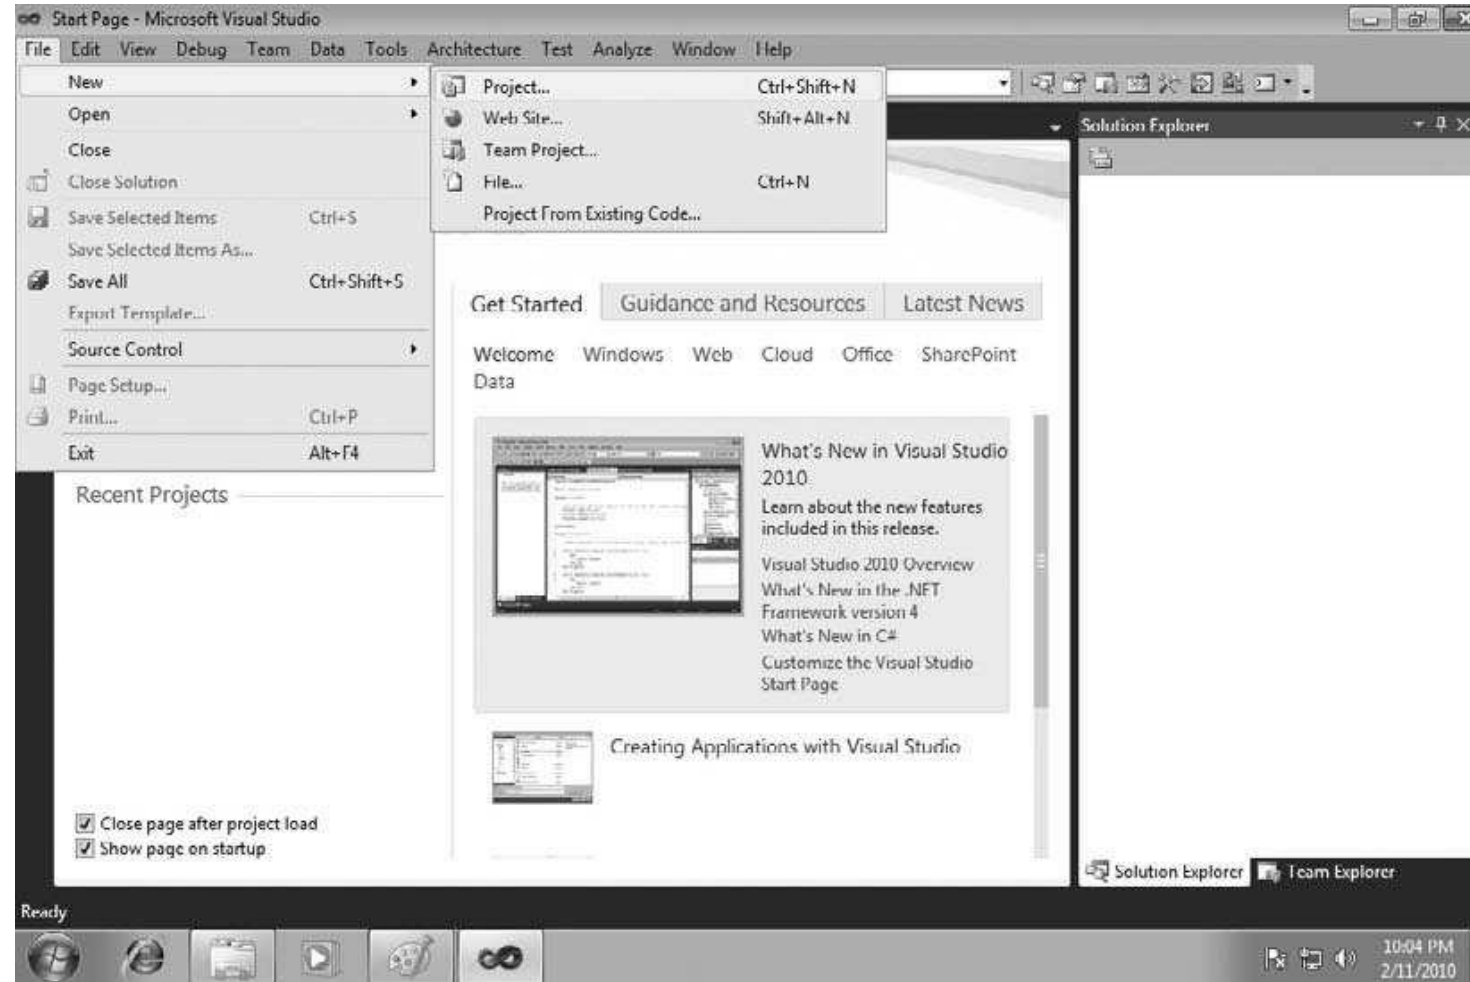 Start Page - Microsoft Visual Studio
File Edit View Debug Team Data Tools Architecture Test Analyze Window Help
New
Open
Close
Close Solution
Save Selected Items Ctrl+S
Save Selected Items As...
Save All Ctrl+Shift+S
Export Template...
Source Control
Page Setup...
Print... Ctrl+P
Exit Alt+F4
Project... Ctrl+Shift+N
Web Site... Shift+Alt+N
Team Project...
File... Ctrl+N
Project From Existing Code...
Recent Projects
Close page after project load
Show page on startup
Get Started Guidance and Resources Latest News
Welcome Windows Web Cloud Office SharePoint
Data
What's New in Visual Studio
2010
Learn about the new features
included in this release.
Visual Studio 2010 Overview
What's New in the .NET
Framework version 4
What's New in C#
Customize the Visual Studio
Start Page
Creating Applications with Visual Studio
Solution Explorer
Solution Explorer Team Explorer
Ready
10:04 PM
2/11/2010